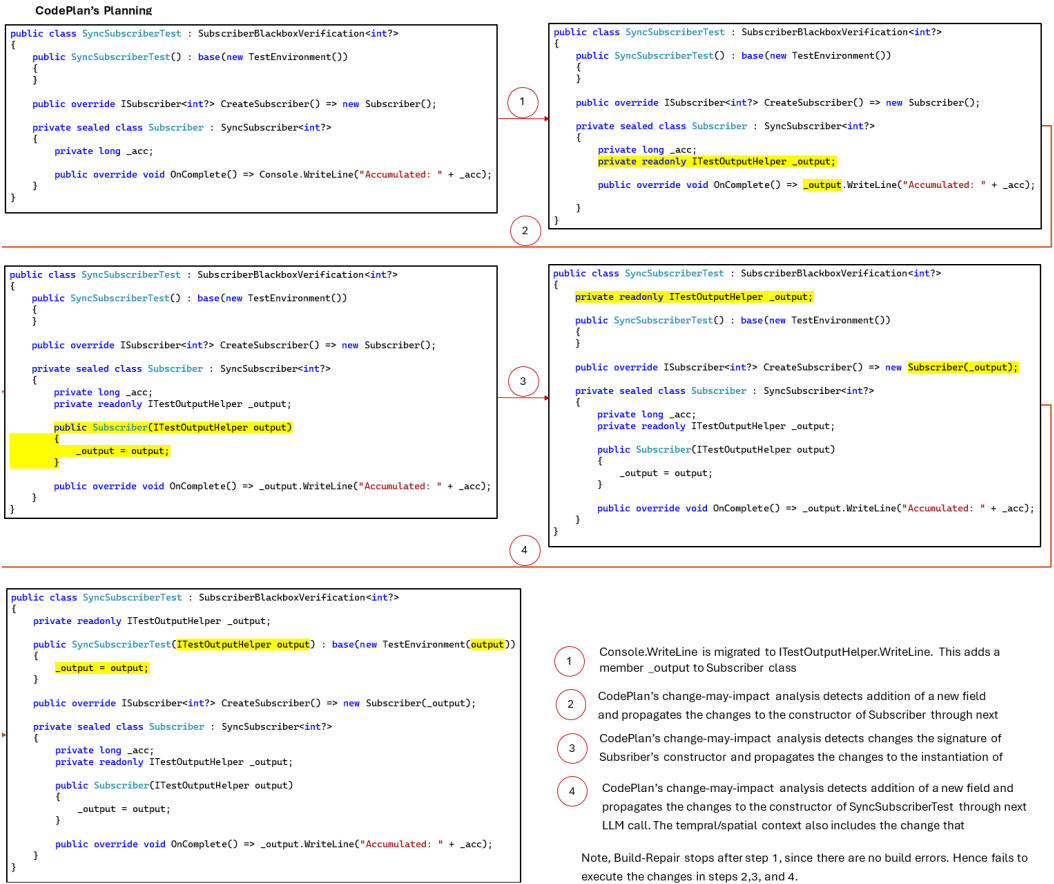 CodePlan's Planning
public class SyncSubscriberTest : SubscriberBlackboxVerification<int?>
{
public SyncSubscriberTest() : base(new TestEnvironment())
{
}
public override ISubscriber<int?> CreateSubscriber() => new Subscriber();
private sealed class Subscriber : SyncSubscriber<int?>
{
private long _acc;
public override void OnComplete() => Console.WriteLine("Accumulated: " + _acc);
}
}
1
public class SyncSubscriberTest : SubscriberBlackboxVerification<int?>
{
public SyncSubscriberTest() : base(new TestEnvironment())
{
}
public override ISubscriber<int?> CreateSubscriber() => new Subscriber();
private sealed class Subscriber : SyncSubscriber<int?>
{
private long _acc;
private readonly ITestOutputHelper _output;
public override void OnComplete() => _output.WriteLine("Accumulated: " + _acc);
}
}
2
public class SyncSubscriberTest : SubscriberBlackboxVerification<int?>
{
public SyncSubscriberTest() : base(new TestEnvironment())
{
}
public override ISubscriber<int?> CreateSubscriber() => new Subscriber();
private sealed class Subscriber : SyncSubscriber<int?>
{
private long _acc;
private readonly ITestOutputHelper _output;
public Subscriber(ITestOutputHelper output)
{
_output = output;
}
public override void OnComplete() => _output.WriteLine("Accumulated: " + _acc);
}
}
3
public class SyncSubscriberTest : SubscriberBlackboxVerification<int?>
{
private readonly ITestOutputHelper _output;
public SyncSubscriberTest() : base(new TestEnvironment())
{
}
public override ISubscriber<int?> CreateSubscriber() => new Subscriber(_output);
private sealed class Subscriber : SyncSubscriber<int?>
{
private long _acc;
private readonly ITestOutputHelper _output;
public Subscriber(ITestOutputHelper output)
{
_output = output;
}
public override void OnComplete() => _output.WriteLine("Accumulated: " + _acc);
}
}
4
public class SyncSubscriberTest : SubscriberBlackboxVerification<int?>
{
private readonly ITestOutputHelper _output;
public SyncSubscriberTest(ITestOutputHelper output) : base(new TestEnvironment(output))
{
_output = output;
}
public override ISubscriber<int?> CreateSubscriber() => new Subscriber(_output);
private sealed class Subscriber : SyncSubscriber<int?>
{
private long _acc;
private readonly ITestOutputHelper _output;
public Subscriber(ITestOutputHelper output)
{
_output = output;
}
public override void OnComplete() => _output.WriteLine("Accumulated: " + _acc);
}
}
1 Console.WriteLine is migrated to ITestOutputHelper.WriteLine. This adds a
member _output to Subscriber class
2 CodePlan's change-may-impact analysis detects addition of a new field
and propagates the changes to the constructor of Subscriber through next
3 CodePlan's change-may-impact analysis detects changes the signature of
Subsriber's constructor and propagates the changes to the instantiation of
4 CodePlan's change-may-impact analysis detects addition of a new field and
propagates the changes to the constructor of SyncSubscriberTest through next
LLM call. The tempral/spatial context also includes the change that
Note, Build-Repair stops after step 1, since there are no build errors. Hence fails to
execute the changes in steps 2,3, and 4.